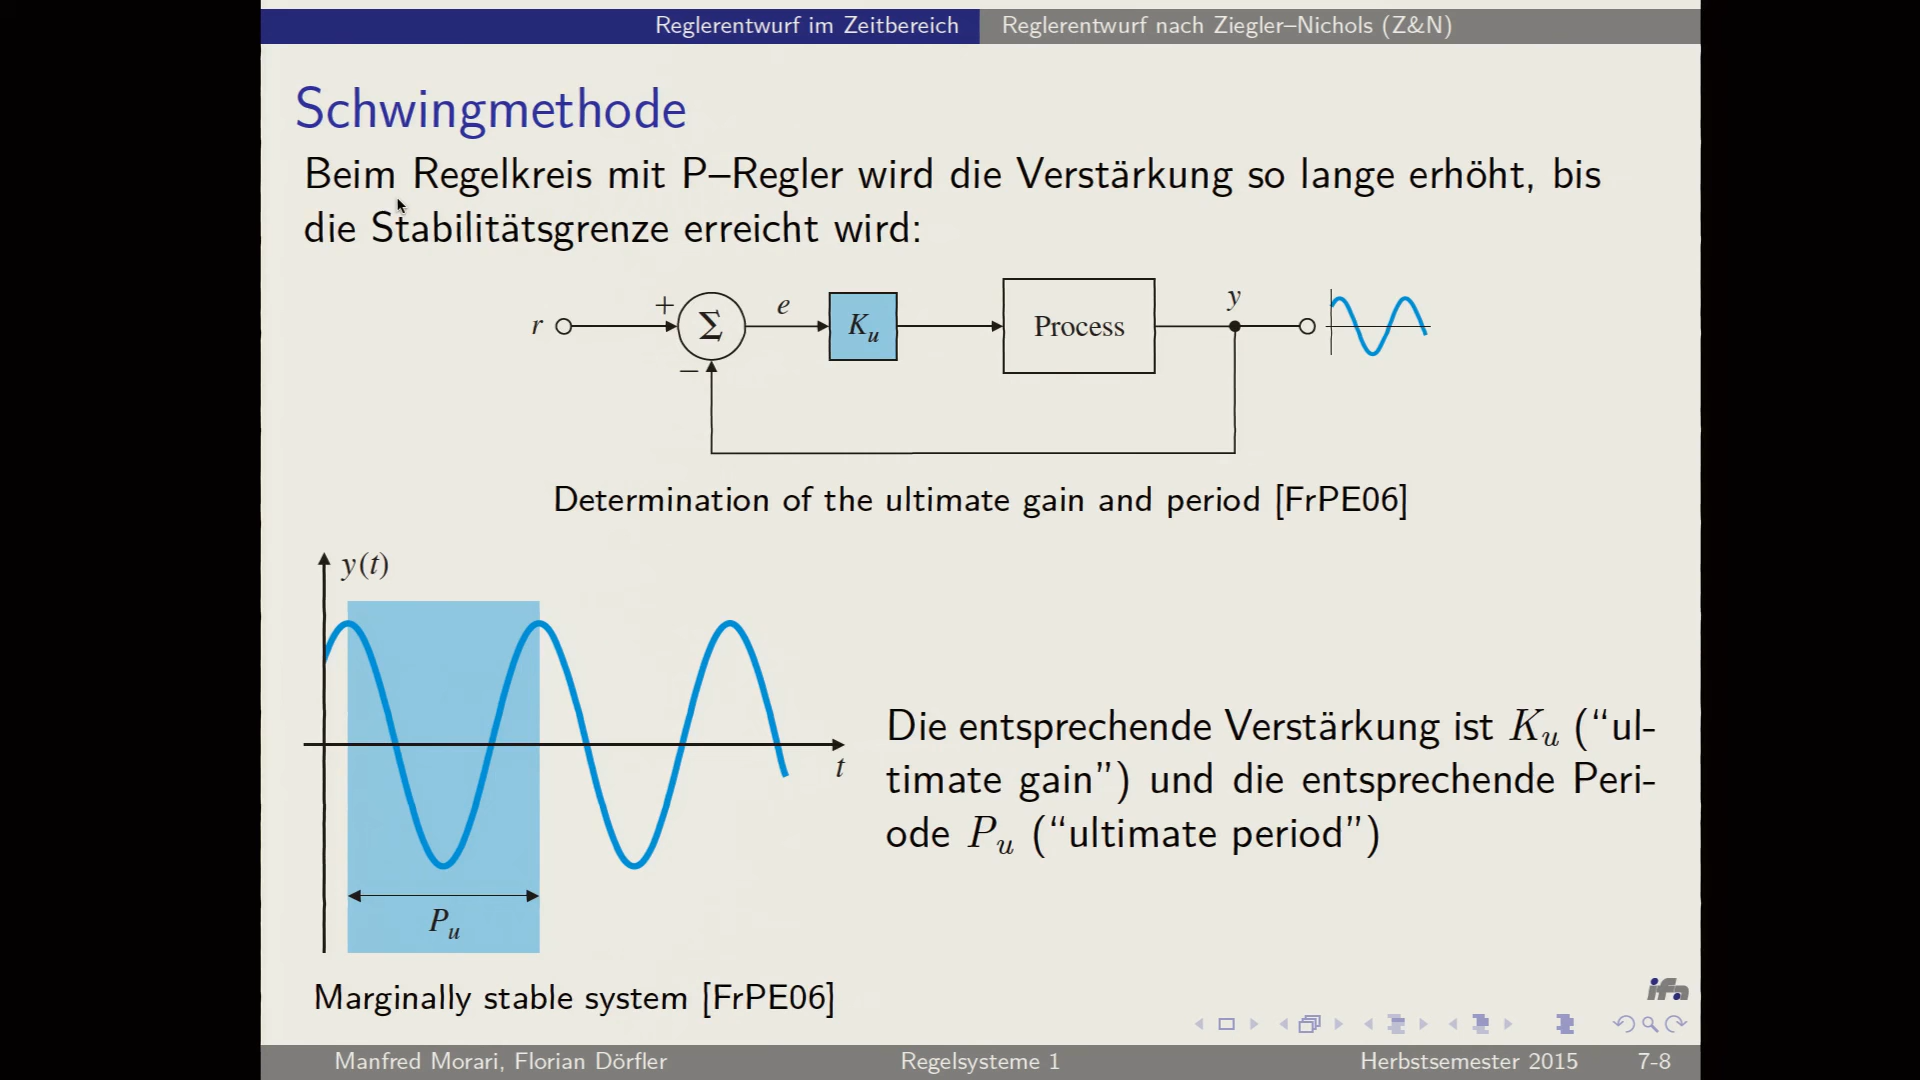 Reglerentwurf im Zeitbereich Reglerentwurf nach Ziegler–Nichols (Z&N)
Schwingmethode
Beim Regelkreis mit P–Regler wird die Verstärkung so lange erhöht, bis
die Stabilitätsgrenze erreicht wird:
r + Σ e K_u Process y
−
Determination of the ultimate gain and period [FrPE06]
y(t)
t
P_u
Marginally stable system [FrPE06]
Die entsprechende Verstärkung ist K_u (“ul-
timate gain”) und die entsprechende Peri-
ode P_u (“ultimate period”)
ifa
Manfred Morari, Florian Dörfler Regelsysteme 1 Herbstsemester 2015 7-8